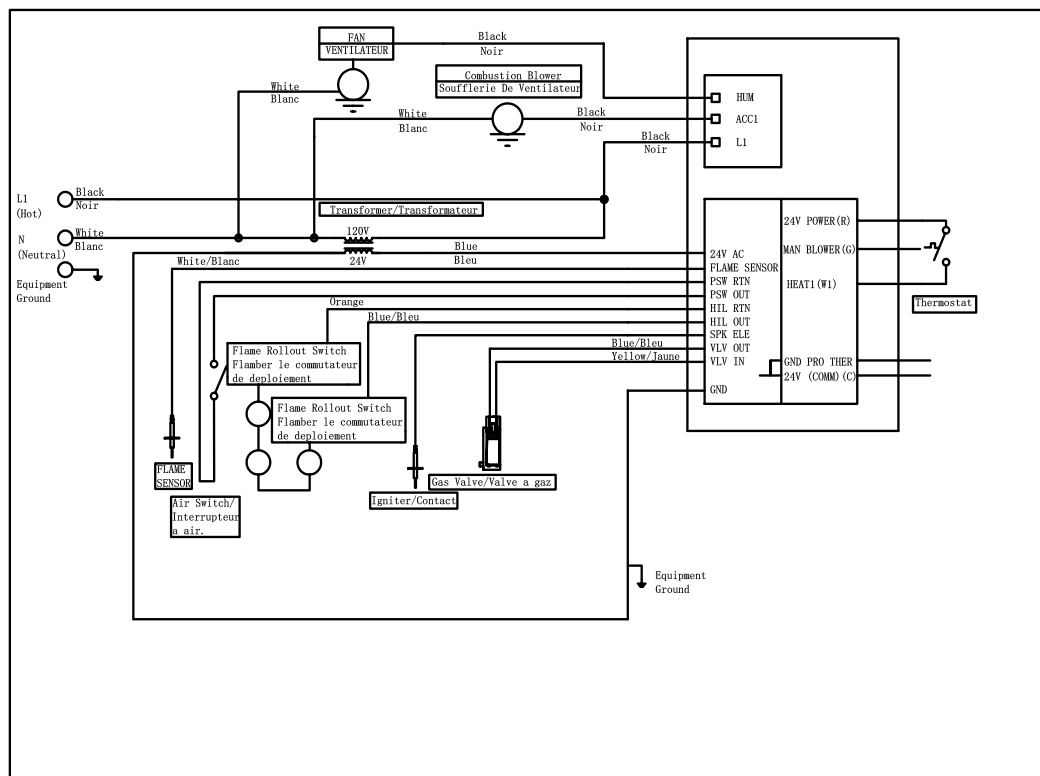 FAN
VENTILATEUR
Black
Noir
Combustion Blower
Soufflerie De Ventilateur
White
Blanc
White
Blanc
Black
Noir
Black
Noir
HUM
ACC1
L1
L1
(Hot)
Black
Noir
N
(Neutral)
White
Blanc
Equipment
Ground
Transformer/Transformateur
120V
24V
Blue
Bleu
White/Blanc
Orange
Blue/Bleu
Blue/Bleu
Yellow/Jaune
24V AC
FLAME SENSOR
PSW RTN
PSW OUT
HIL RTN
HIL OUT
SPK ELE
VLV OUT
VLV IN
GND
24V POWER(R)
MAN BLOWER(G)
HEAT1(W1)
GND PRO THER
24V (COMM)(C)
Thermostat
Flame Rollout Switch
Flamber le commutateur
de deploiement
Flame Rollout Switch
Flamber le commutateur
de deploiement
FLAME
SENSOR
Air Switch/
Interrupteur
a air.
Igniter/Contact
Gas Valve/Valve a gaz
Equipment
Ground